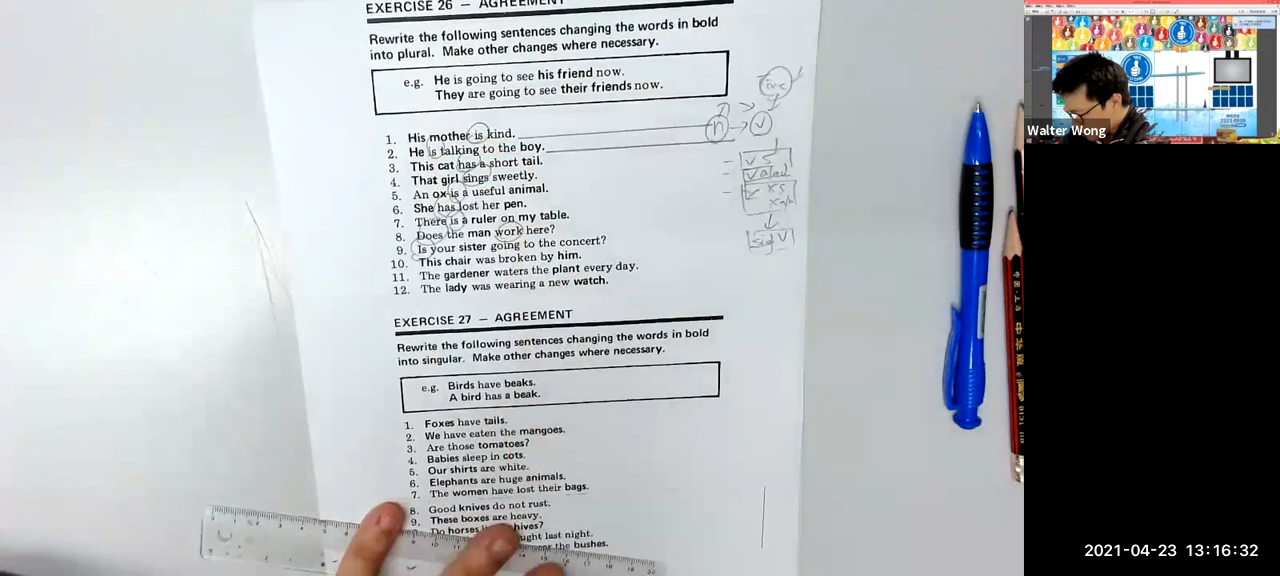 EXERCISE 26 — AGREEMENT
Rewrite the following sentences changing the words in bold
into plural. Make other changes where necessary.
e.g. He is going to see his friend now.
They are going to see their friends now.
1. His mother is kind.
2. He is talking to the boy.
3. This cat has a short tail.
4. That girl sings sweetly.
5. An ox is a useful animal.
6. She has lost her pen.
7. There is a ruler on my table.
8. Does the man work here?
9. Is your sister going to the concert?
10. This chair was broken by him.
11. The gardener waters the plant every day.
12. The lady was wearing a new watch.
n
v
EXERCISE 27 — AGREEMENT
Rewrite the following sentences changing the words in bold
into singular. Make other changes where necessary.
e.g. Birds have beaks.
A bird has a beak.
1. Foxes have tails.
2. We have eaten the mangoes.
3. Are those tomatoes?
4. Babies sleep in cots.
5. Our shirts are white.
6. Elephants are huge animals.
7. The women have lost their bags.
8. Good knives do not rust.
9. These boxes are heavy.
Do horses hives?
last night.
the bushes.
Walter Wong
2021-04-23 13:16:32